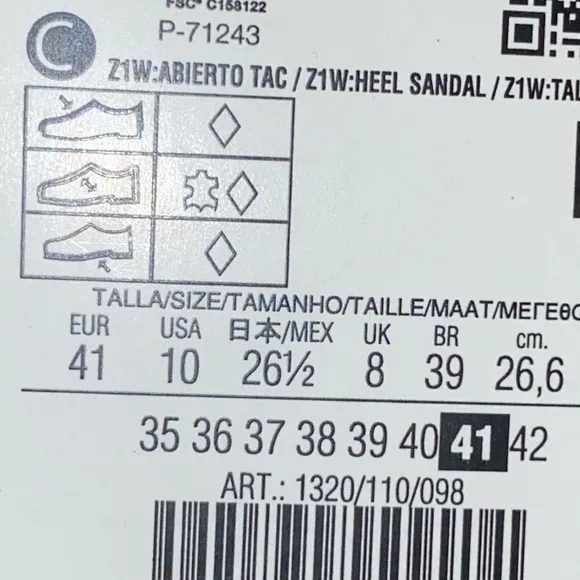 FSC® C158122
P-71243
C
Z1W:ABIERTO TAC / Z1W:HEEL SANDAL / Z1W:TAL
TALLA/SIZE/TAMANHO/TAILLE/MAAT/ΜΕΓΕΘΟ
EUR USA 日本/MEX UK BR cm.
41 10 26½ 8 39 26,6
35 36 37 38 39 40 41 42
ART.: 1320/110/098